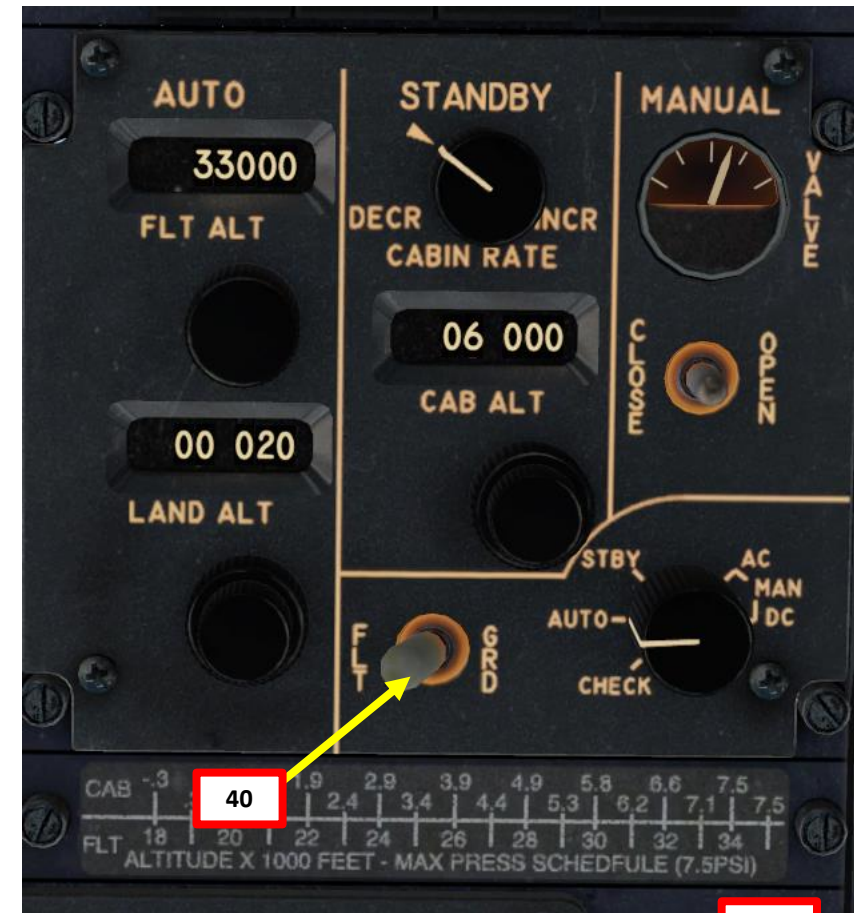 AUTO
33000
FLT ALT
00 020
LAND ALT
STANDBY
DECR INCR
CABIN RATE
06 000
CAB ALT
MANUAL
VALVE
CLOSE
OPEN
FLT
GRD
STBY
AC
MAN
DC
AUTO
CHECK
40
CAB -.3 1.9 2.9 3.9 4.9 5.8 6.6 7.5
2.4 3.4 4.4 5.3 6.2 7.1 7.5
FLT 18 20 22 24 26 28 30 32 34
ALTITUDE X 1000 FEET - MAX PRESS SCHEDFULE (7.5PSI)